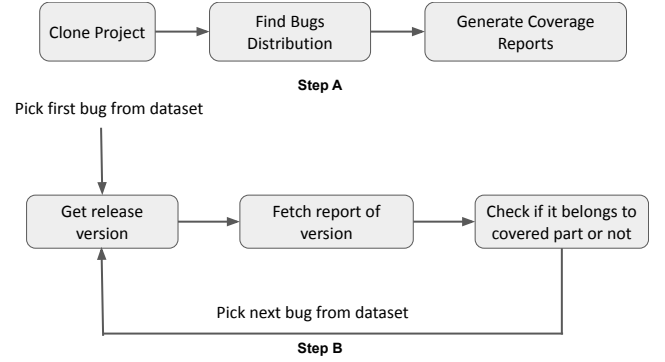 Clone Project
Find Bugs
Distribution
Generate Coverage
Reports
Step A
Pick first bug from dataset
Get release
version
Fetch report of
version
Check if it belongs to
covered part or not
Pick next bug from dataset
Step B